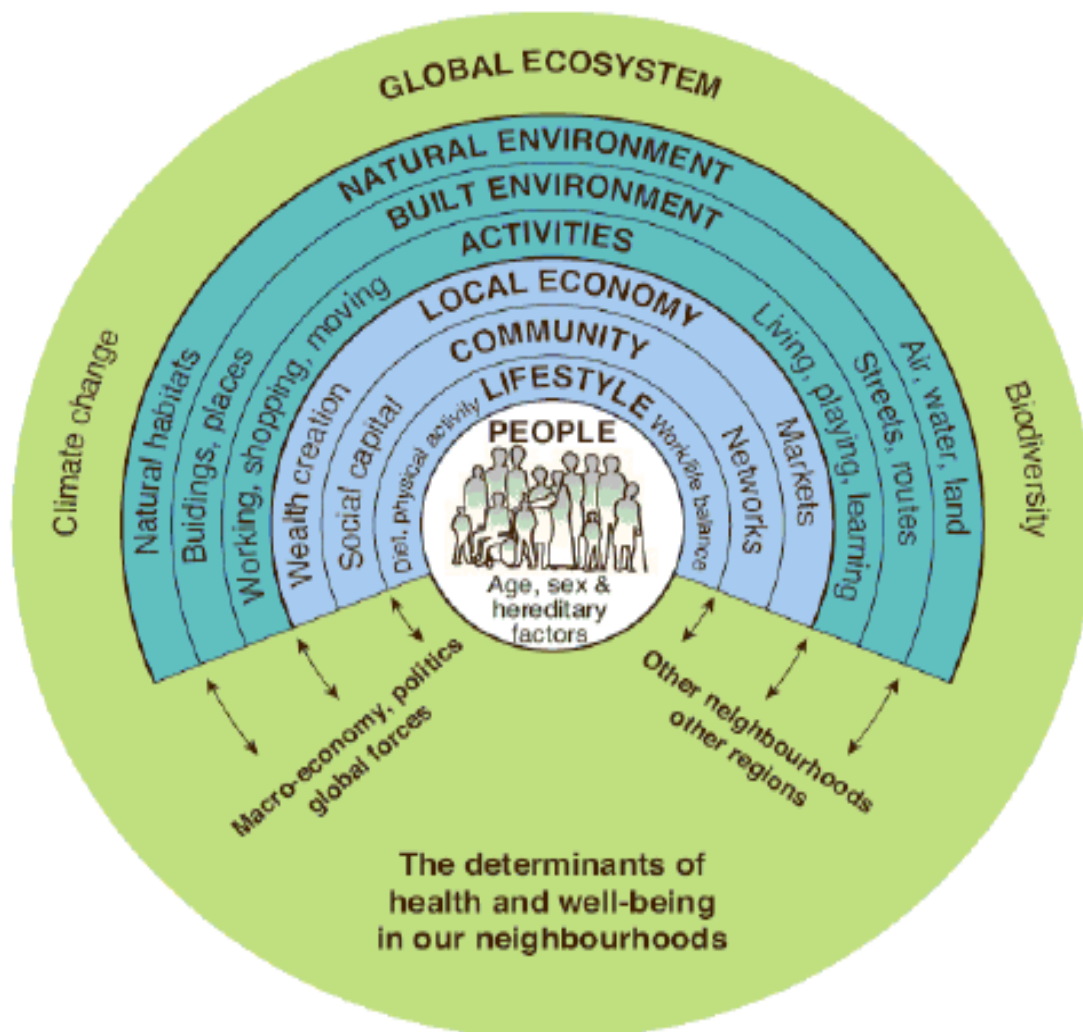 GLOBAL ECOSYSTEM
NATURAL ENVIRONMENT
BUILT ENVIRONMENT
ACTIVITIES
LOCAL ECONOMY
COMMUNITY
LIFESTYLE
PEOPLE
Age, sex &
hereditary
factors
Climate change
Natural habitats
Buidings, places
Working, shopping, moving
Wealth creation
Social capital
Diet, physical activity
Work/life balance
Networks
Markets
Living, playing, learning
Streets, routes
Air, water, land
Biodiversity
Macro-economy, politics
global forces
Other neighbourhoods
other regions
The determinants of
health and well-being
in our neighbourhoods